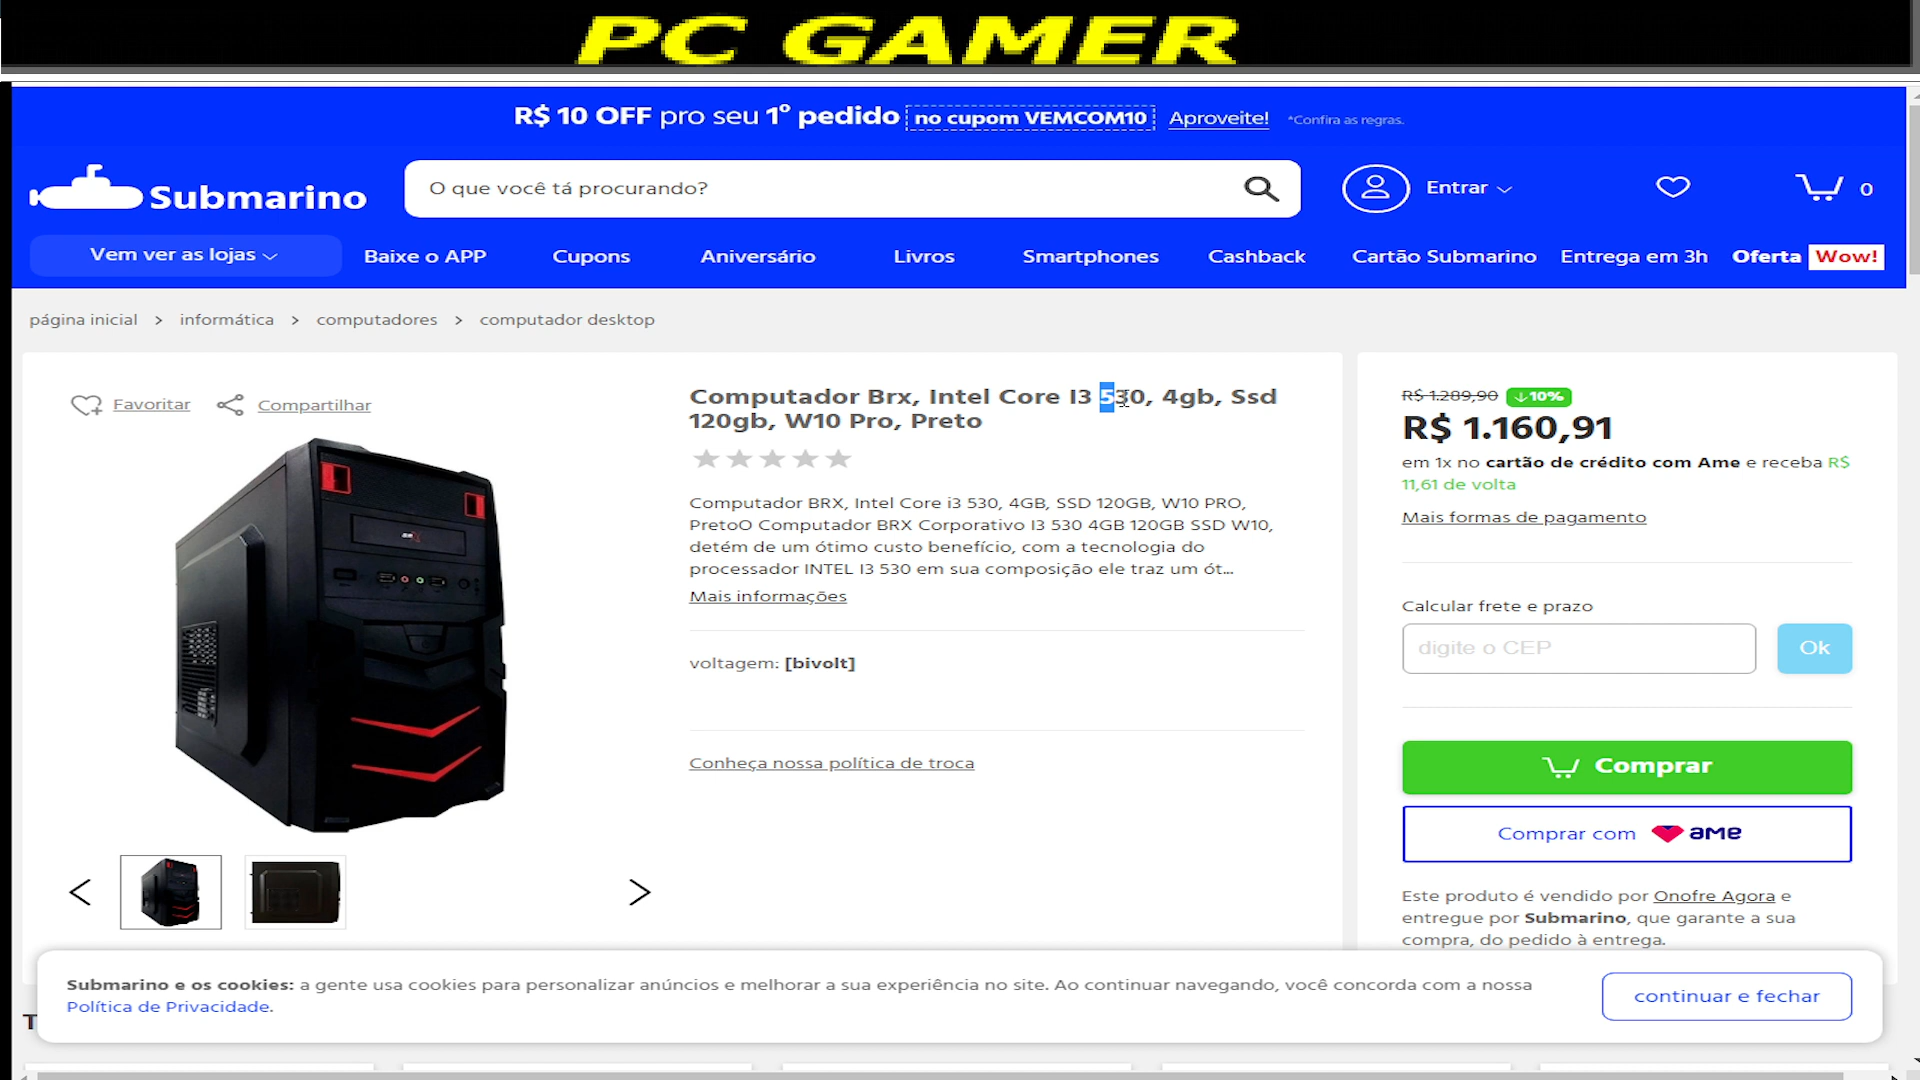 PC GAMER
R$ 10 OFF pro seu 1º pedido no cupom VEMCOM10 Aproveite! *Confira as regras.
Submarino
O que você tá procurando?
Entrar
0
Vem ver as lojas
Baixe o APP
Cupons
Aniversário
Livros
Smartphones
Cashback
Cartão Submarino
Entrega em 3h
Oferta Wow!
página inicial > informática > computadores > computador desktop
Favoritar
Compartilhar
Computador Brx, Intel Core I3 530, 4gb, Ssd
120gb, W10 Pro, Preto
Computador BRX, Intel Core i3 530, 4GB, SSD 120GB, W10 PRO,
PretoO Computador BRX Corporativo I3 530 4GB 120GB SSD W10,
detém de um ótimo custo benefício, com a tecnologia do
processador INTEL I3 530 em sua composição ele traz um ót...
Mais informações
voltagem: [bivolt]
Conheça nossa política de troca
R$ 1.289,90 ↓10%
R$ 1.160,91
em 1x no cartão de crédito com Ame e receba R$
11,61 de volta
Mais formas de pagamento
Calcular frete e prazo
digite o CEP
Ok
Comprar
Comprar com ame
Este produto é vendido por Onofre Agora e
entregue por Submarino, que garante a sua
compra, do pedido à entrega.
Submarino e os cookies: a gente usa cookies para personalizar anúncios e melhorar a sua experiência no site. Ao continuar navegando, você concorda com a nossa
Política de Privacidade.
continuar e fechar